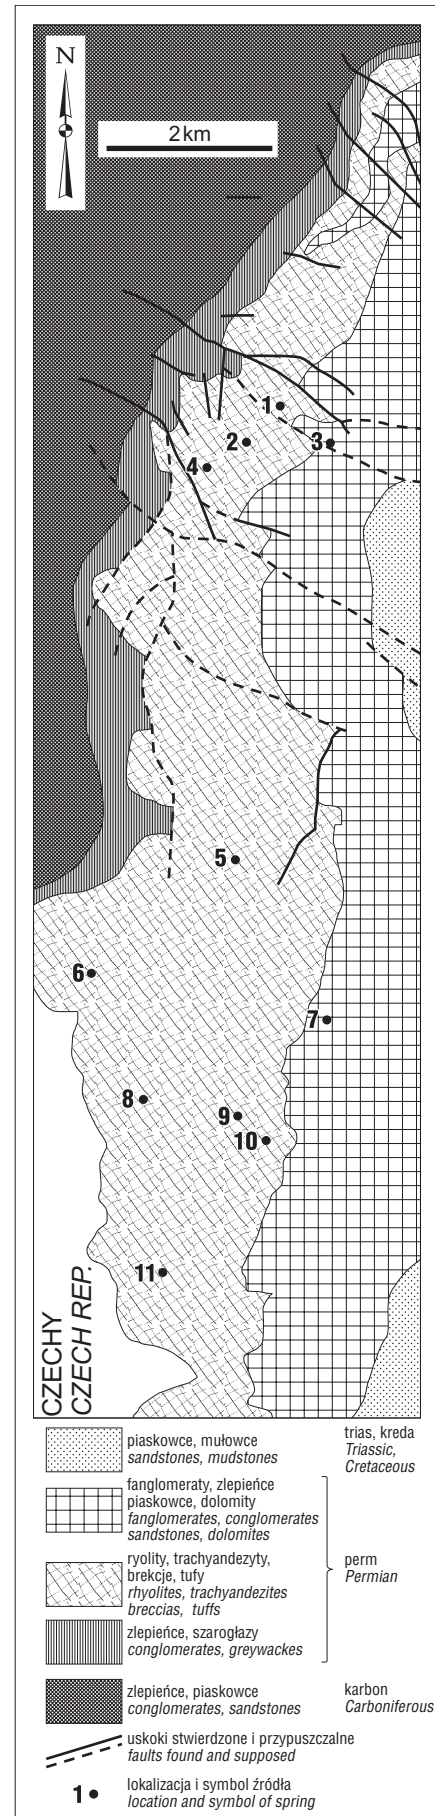 N
2km
1
2
3
4
5
6
7
8
9
10
11
CZECHY
CZECH REP.
piaskowce, mułowce
sandstones, mudstones
trias, kreda
Triassic,
Cretaceous
fanglomeraty, zlepieńce
piaskowce, dolomity
fanglomerates, conglomerates
sandstones, dolomites
ryolity, trachyandezyty,
brekcje, tufy
rhyolites, trachyandezites
breccias, tuffs
perm
Permian
zlepieńce, szarogłazy
conglomerates, greywackes
zlepieńce, piaskowce
conglomerates, sandstones
karbon
Carboniferous
uskoki stwierdzone i przypuszczalne
faults found and supposed
1
lokalizacja i symbol źródła
location and symbol of spring